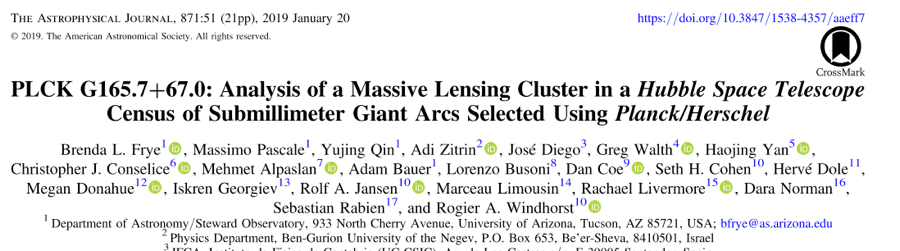 THE ASTROPHYSICAL JOURNAL, 871:51 (21pp), 2019 January 20
https://doi.org/10.3847/1538-4357/aaeff7
© 2019. The American Astronomical Society. All rights reserved.
CrossMark
PLCK G165.7+67.0: Analysis of a Massive Lensing Cluster in a Hubble Space Telescope
Census of Submillimeter Giant Arcs Selected Using Planck/Herschel
Brenda L. Frye1, Massimo Pascale1, Yujing Qin1, Adi Zitrin2, José Diego3, Greg Walth4, Haojing Yan5,
Christopher J. Conselice6, Mehmet Alpaslan7, Adam Bauer1, Lorenzo Busoni8, Dan Coe9, Seth H. Cohen10, Hervé Dole11,
Megan Donahue12, Iskren Georgiev13, Rolf A. Jansen10, Marceau Limousin14, Rachael Livermore15, Dara Norman16,
Sebastian Rabien17, and Rogier A. Windhorst10
1 Department of Astronomy/Steward Observatory, 933 North Cherry Avenue, University of Arizona, Tucson, AZ 85721, USA; bfrye@as.arizona.edu
2 Physics Department, Ben-Gurion University of the Negev, P.O. Box 653, Be'er-Sheva, 8410501, Israel